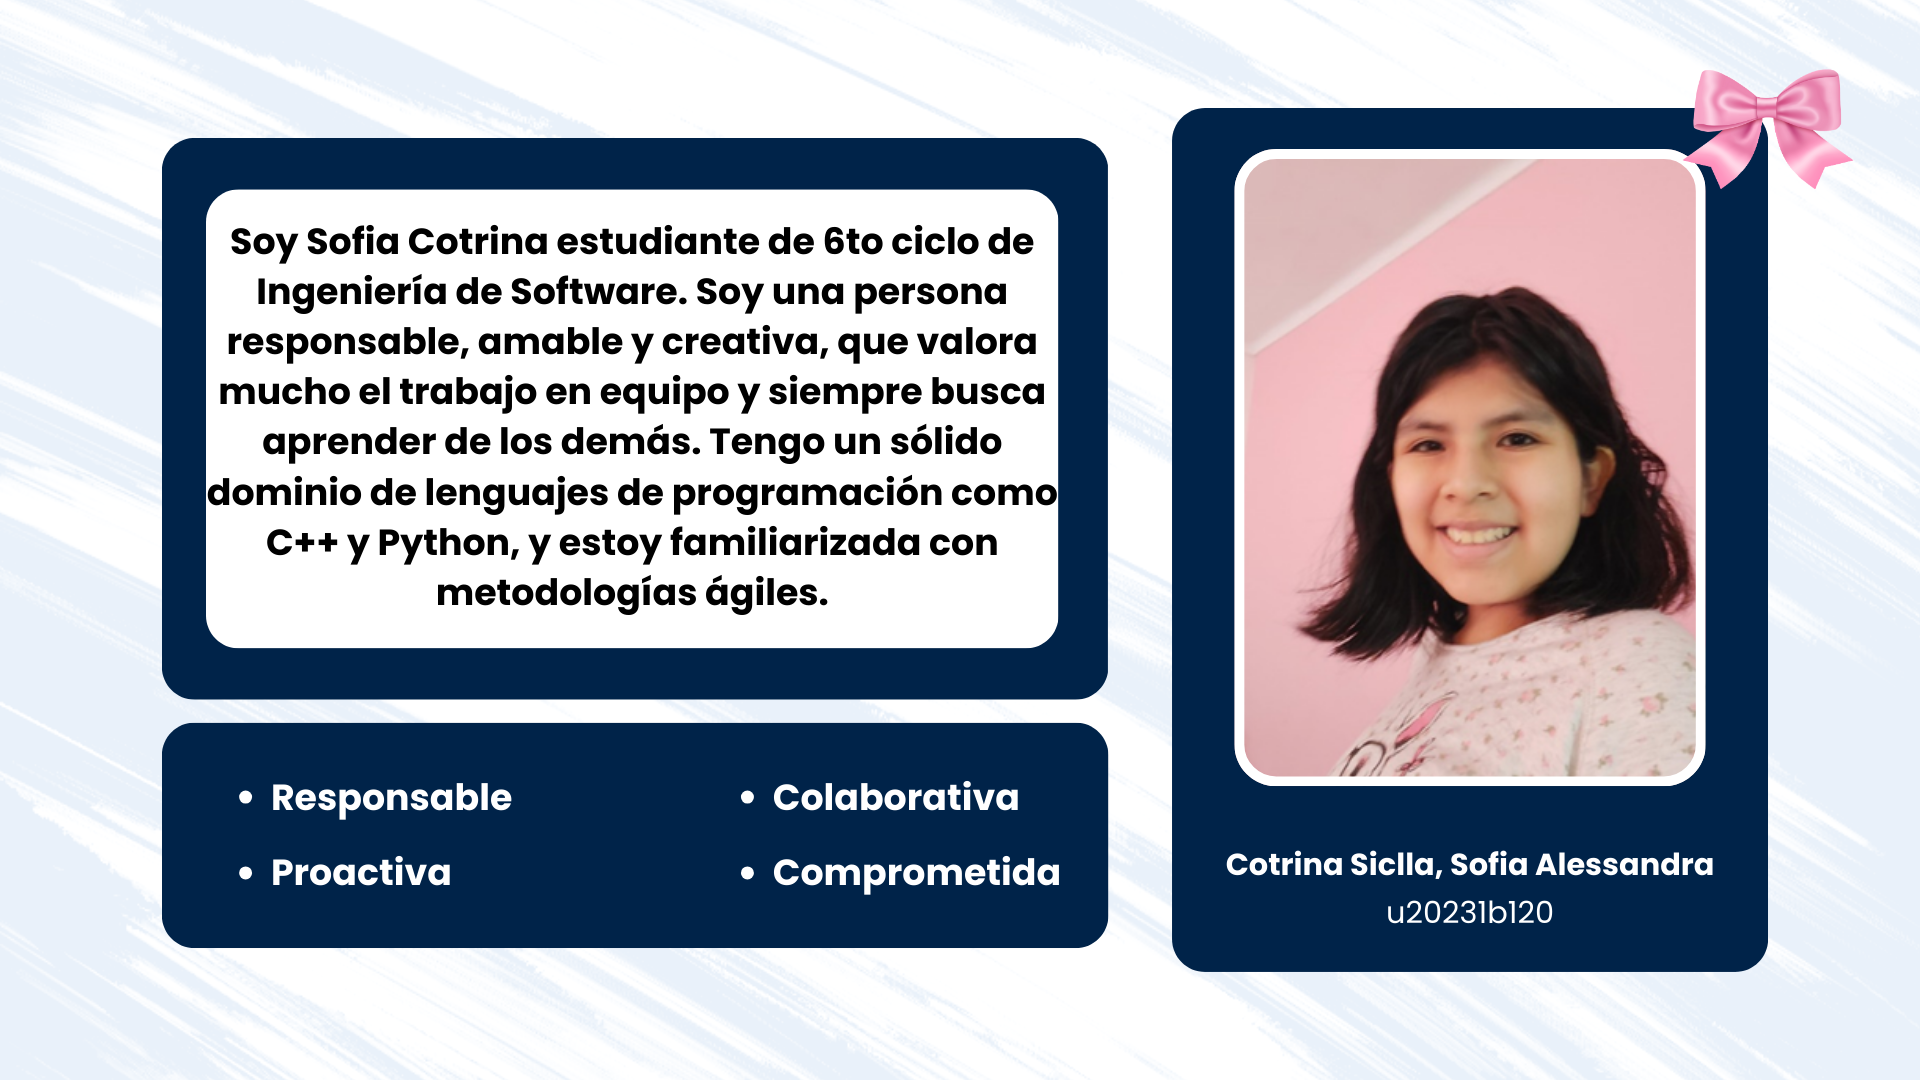 Soy Sofia Cotrina estudiante de 6to ciclo de
Ingeniería de Software. Soy una persona
responsable, amable y creativa, que valora
mucho el trabajo en equipo y siempre busca
aprender de los demás. Tengo un sólido
dominio de lenguajes de programación como
C++ y Python, y estoy familiarizada con
metodologías ágiles.
• Responsable
• Proactiva
• Colaborativa
• Comprometida
Cotrina Siclla, Sofia Alessandra
u20231b120